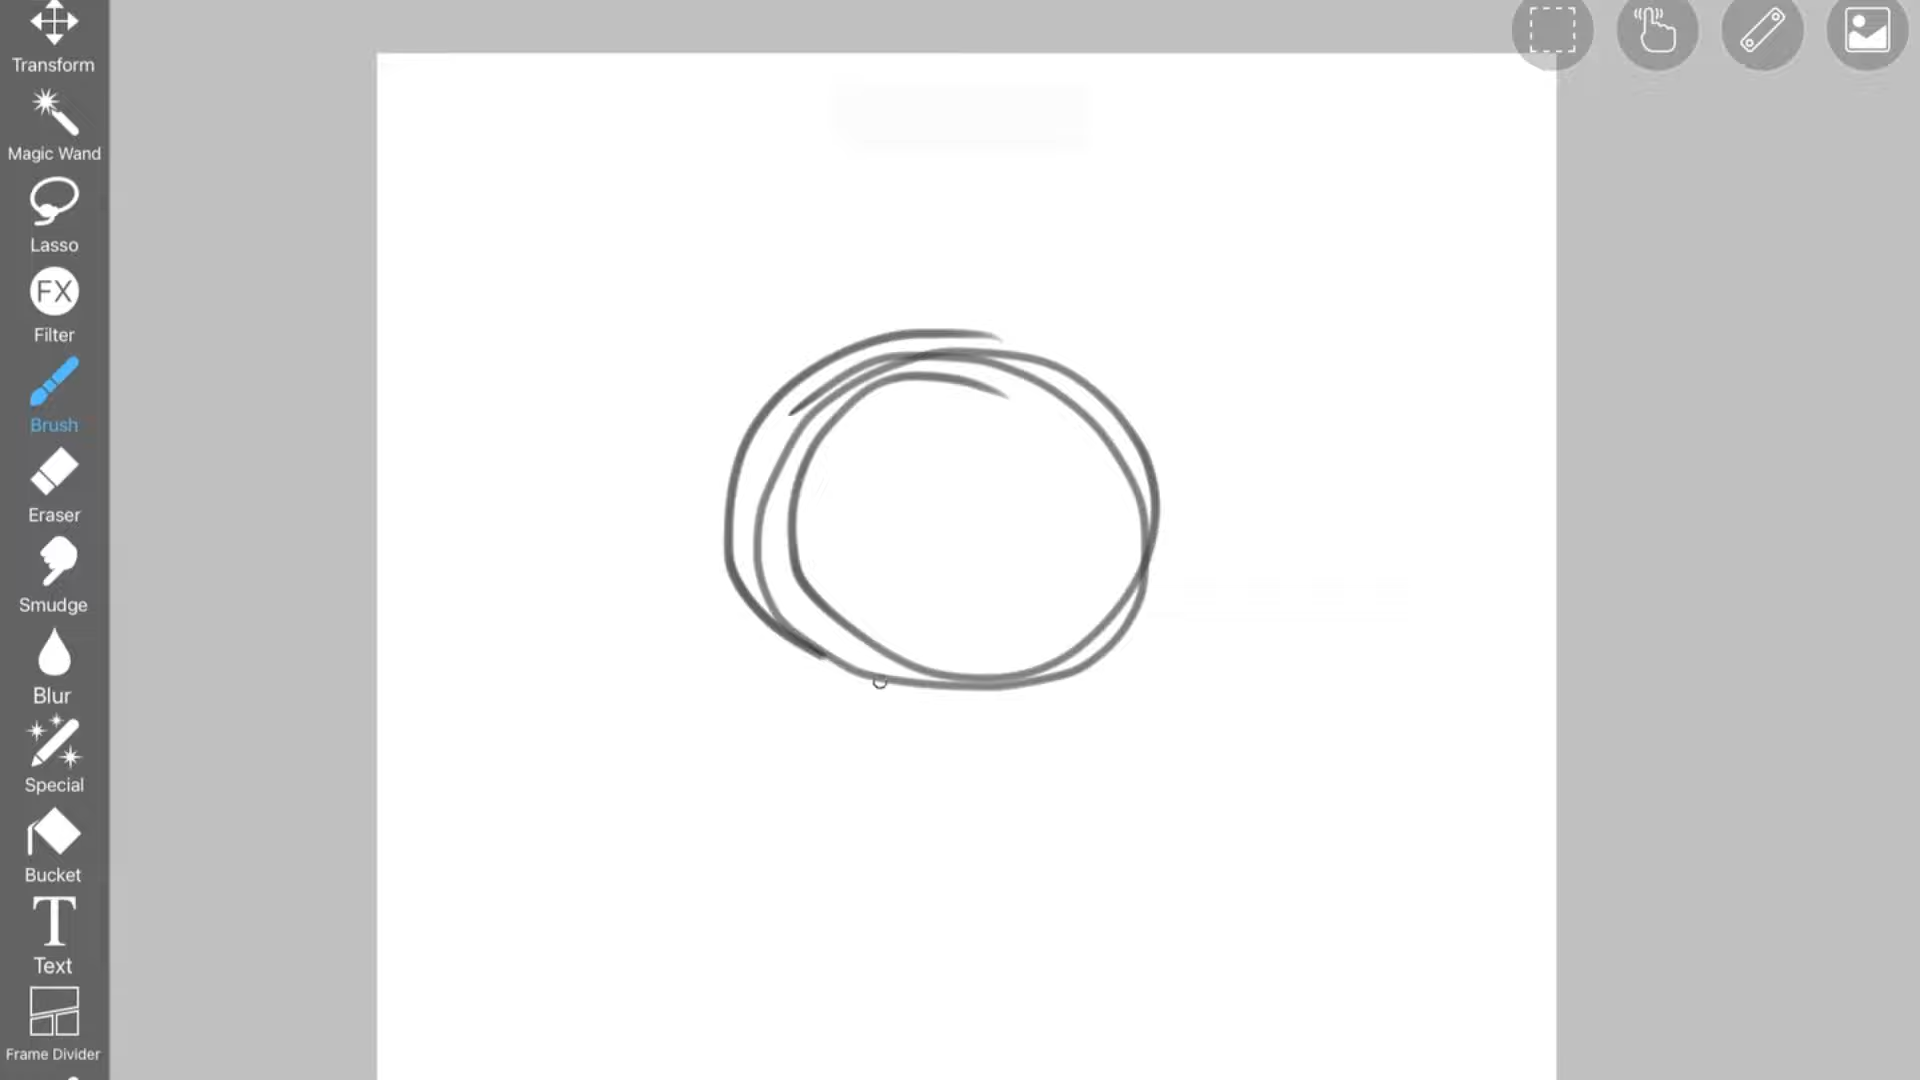 Transform
Magic Wand
Lasso
FX
Filter
Brush
Eraser
Smudge
Blur
Special
Bucket
T
Text
Frame Divider